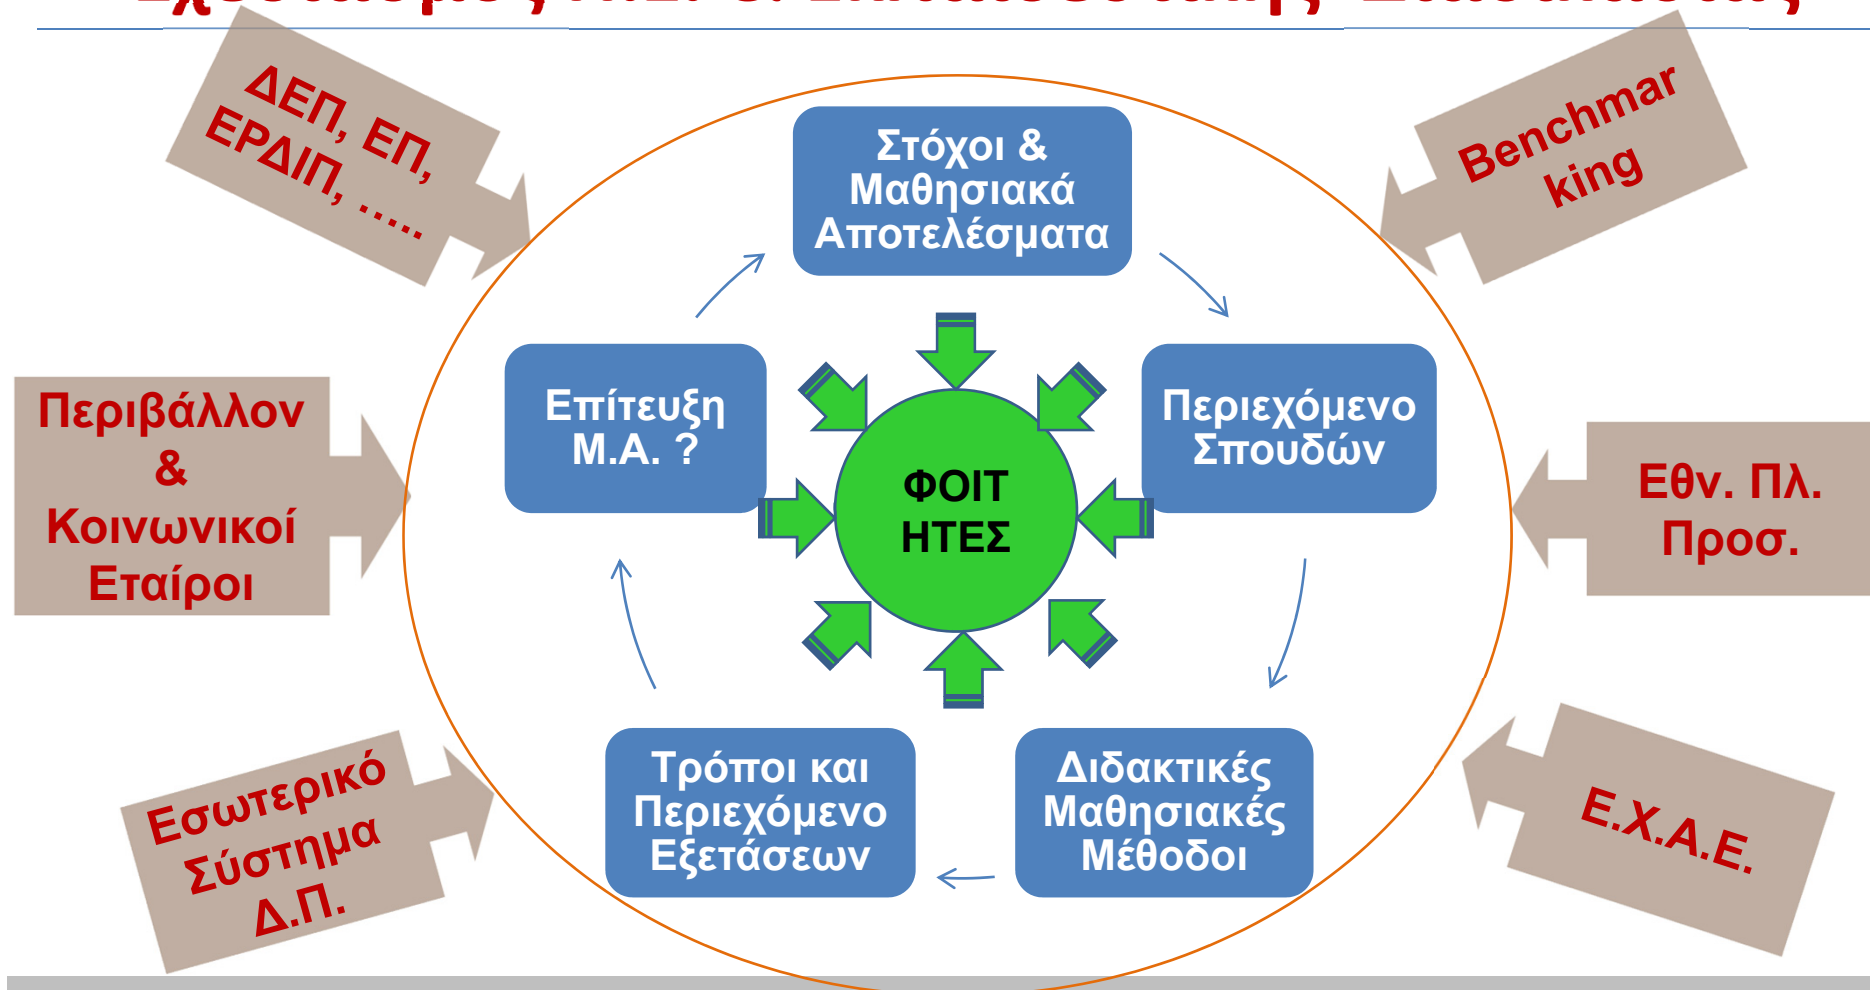 ΔΕΠ, ΕΠ,
ΕΡΔΙΠ, …..
Benchmar
king
Στόχοι &
Μαθησιακά
Αποτελέσματα
Επίτευξη
Μ.Α. ?
Περιεχόμενο
Σπουδών
Περιβάλλον
&
Κοινωνικοί
Εταίροι
ΦΟΙΤ
ΗΤΕΣ
Εθν. Πλ.
Προσ.
Τρόποι και
Περιεχόμενο
Εξετάσεων
Διδακτικές
Μαθησιακές
Μέθοδοι
Εσωτερικό
Σύστημα
Δ.Π.
Ε.Χ.Α.Ε.